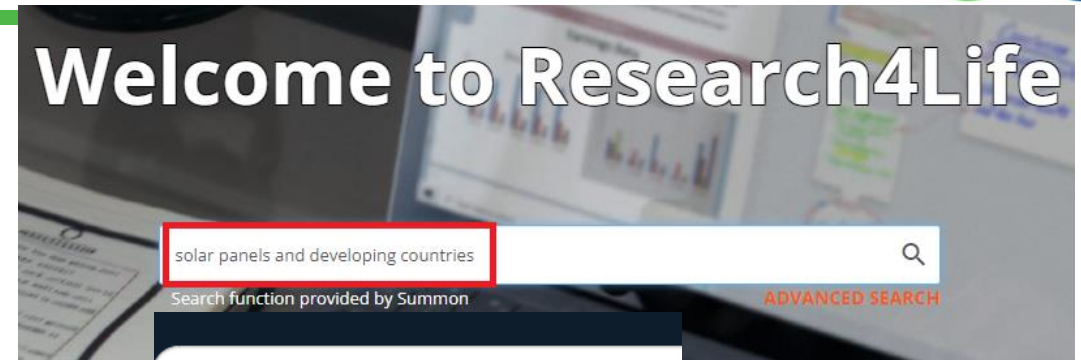 Welcome to Research4Life
solar panels and developing countries
Search function provided by Summon
ADVANCED SEARCH